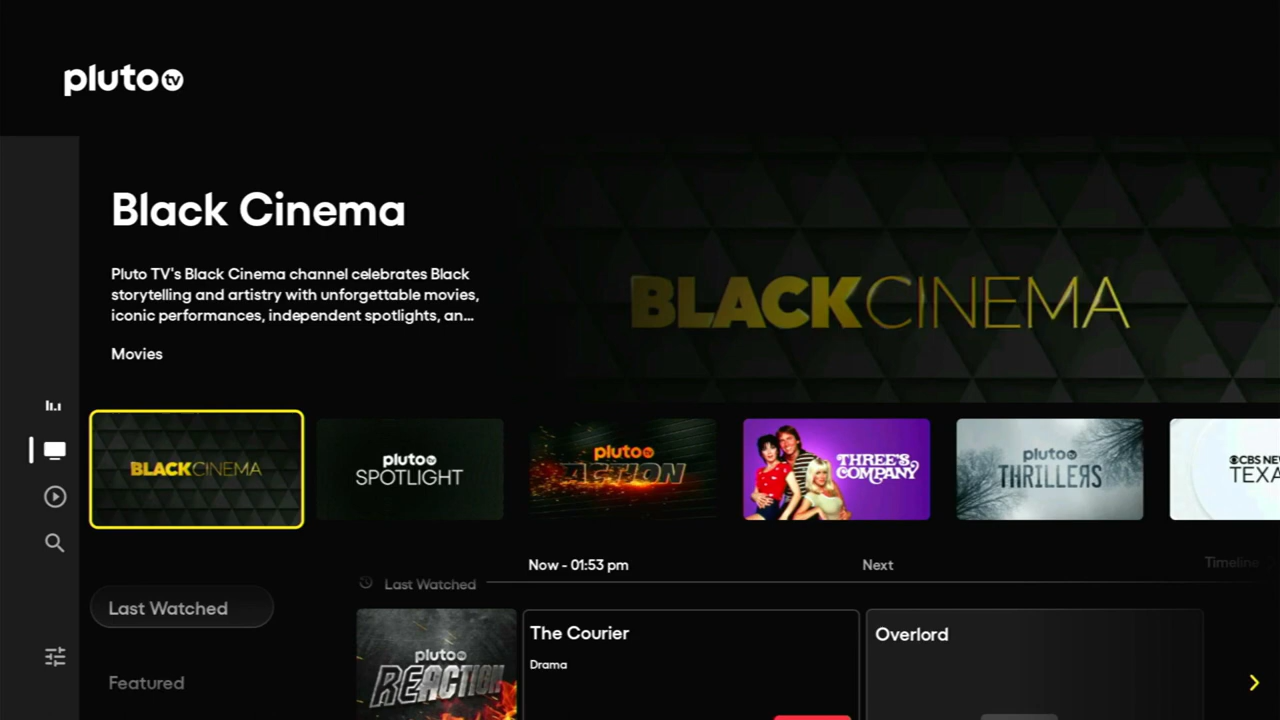 pluto tv
Black Cinema
Pluto TV's Black Cinema channel celebrates Black
storytelling and artistry with unforgettable movies,
iconic performances, independent spotlights, an...
Movies
BLACKCINEMA
BLACKCINEMA
pluto tv
SPOTLIGHT
pluto tv
ACTION
THREE'S
COMPANY
pluto tv
THRILLERS
CBS NEW
TEXA
Now - 01:53 pm
Next
Timeline
Last Watched
Last Watched
Featured
pluto tv
REACTION
The Courier
Drama
Overlord